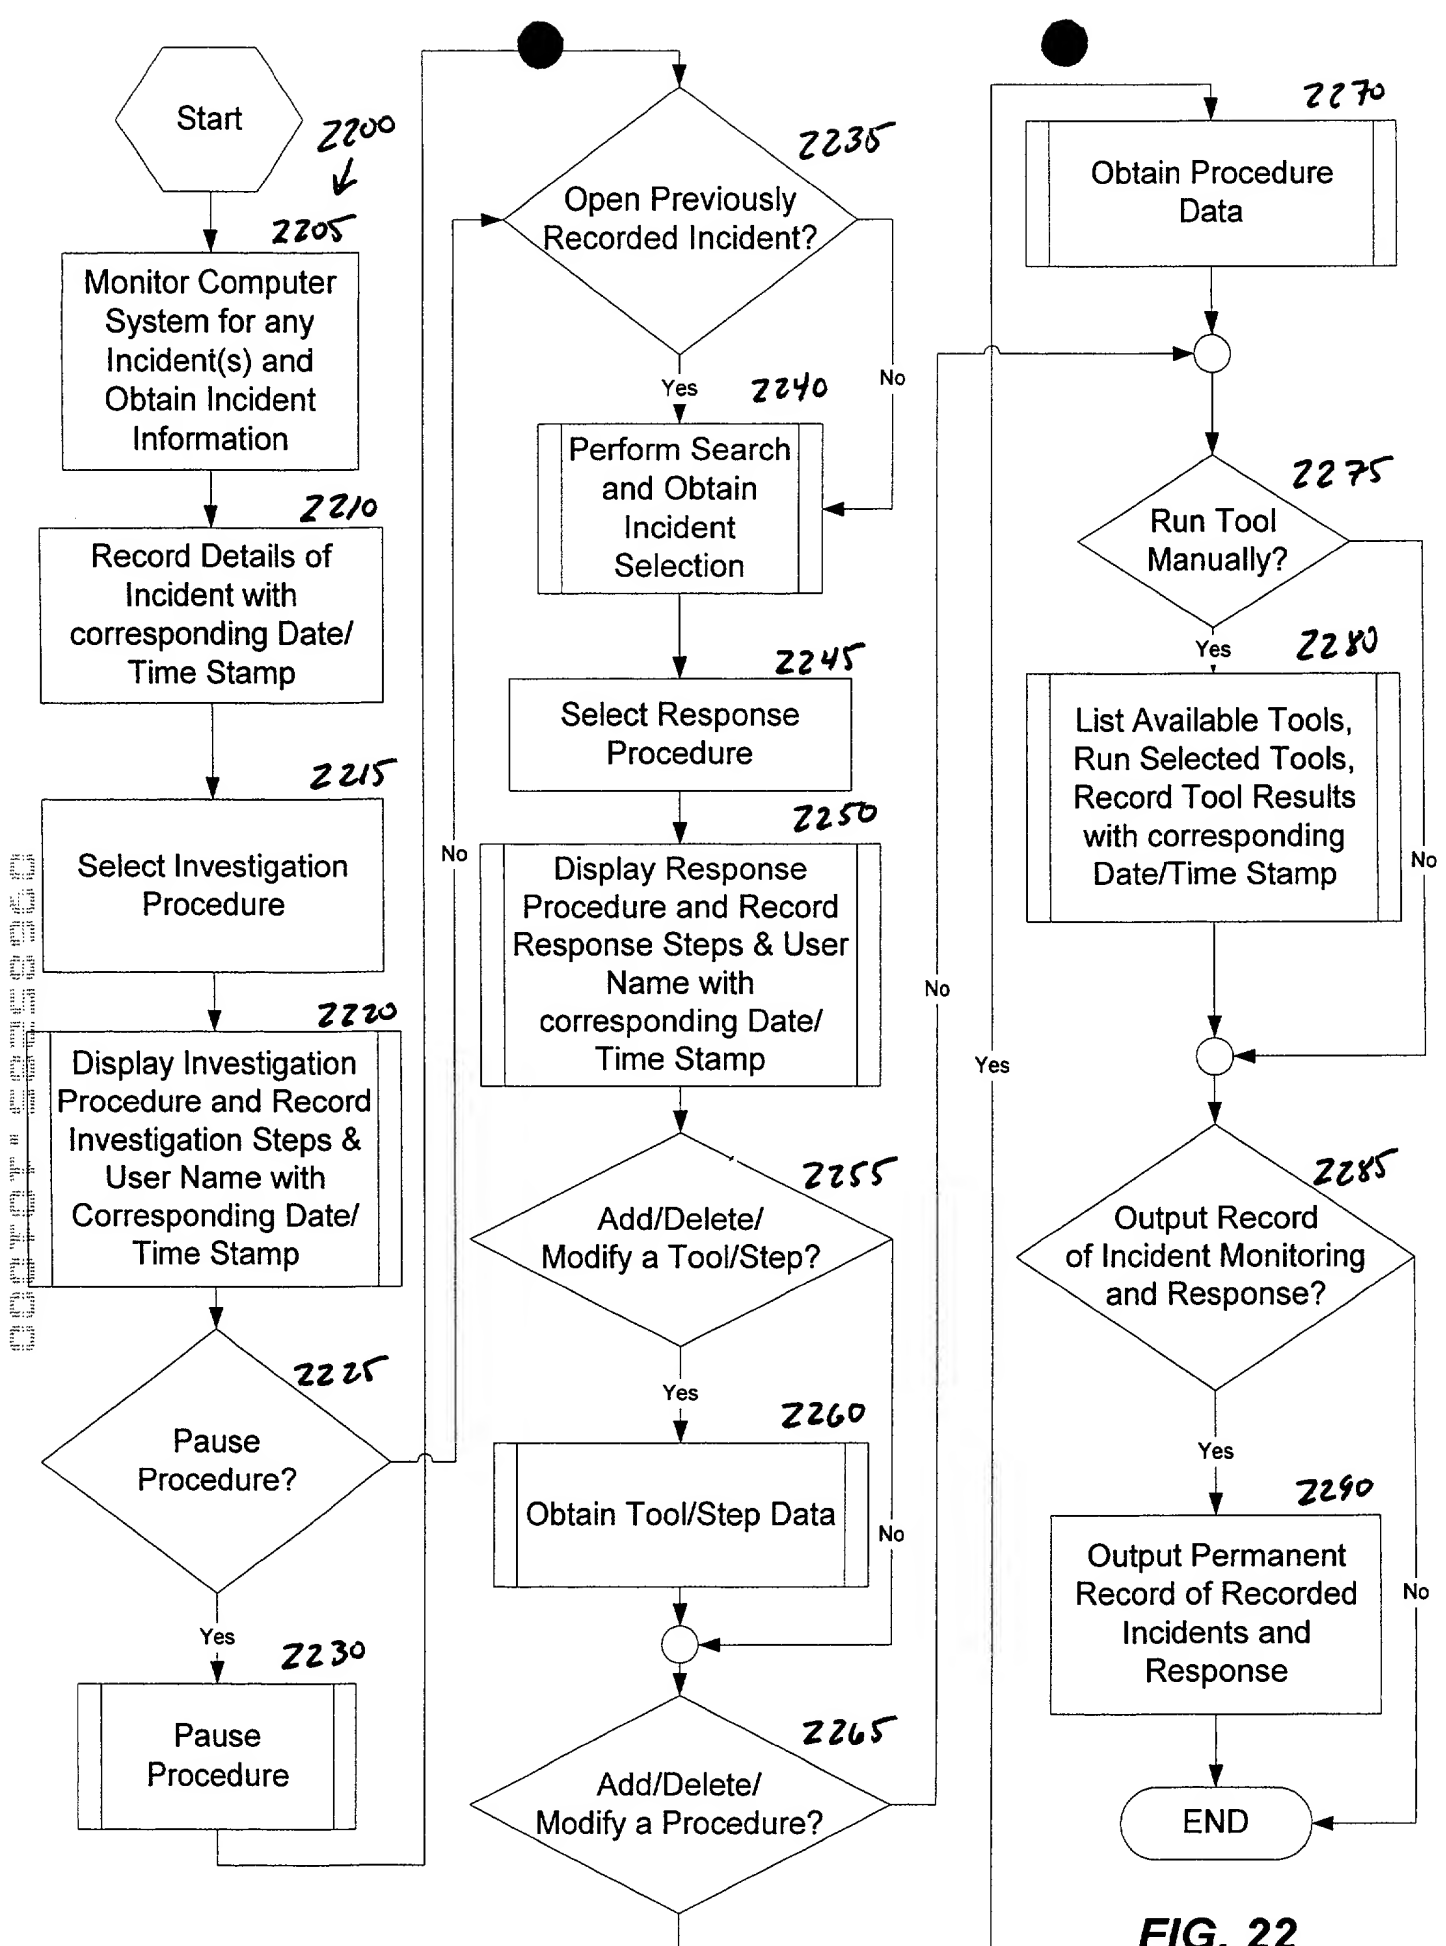 Start
2200
2205
Monitor Computer
System for any
Incident(s) and
Obtain Incident
Information
2210
Record Details of
Incident with
corresponding Date/
Time Stamp
2215
Select Investigation
Procedure
2220
Display Investigation
Procedure and Record
Investigation Steps &
User Name with
Corresponding Date/
Time Stamp
2225
Pause
Procedure?
Yes
No
2230
Pause
Procedure
2235
Open Previously
Recorded Incident?
Yes
No
2240
Perform Search
and Obtain
Incident
Selection
2245
Select Response
Procedure
2250
Display Response
Procedure and Record
Response Steps & User
Name with
corresponding Date/
Time Stamp
2255
Add/Delete/
Modify a Tool/Step?
Yes
No
2260
Obtain Tool/Step Data
2265
Add/Delete/
Modify a Procedure?
No
Yes
2270
Obtain Procedure
Data
2275
Run Tool
Manually?
Yes
No
2280
List Available Tools,
Run Selected Tools,
Record Tool Results
with corresponding
Date/Time Stamp
2285
Output Record
of Incident Monitoring
and Response?
Yes
No
2290
Output Permanent
Record of Recorded
Incidents and
Response
END
FIG. 22